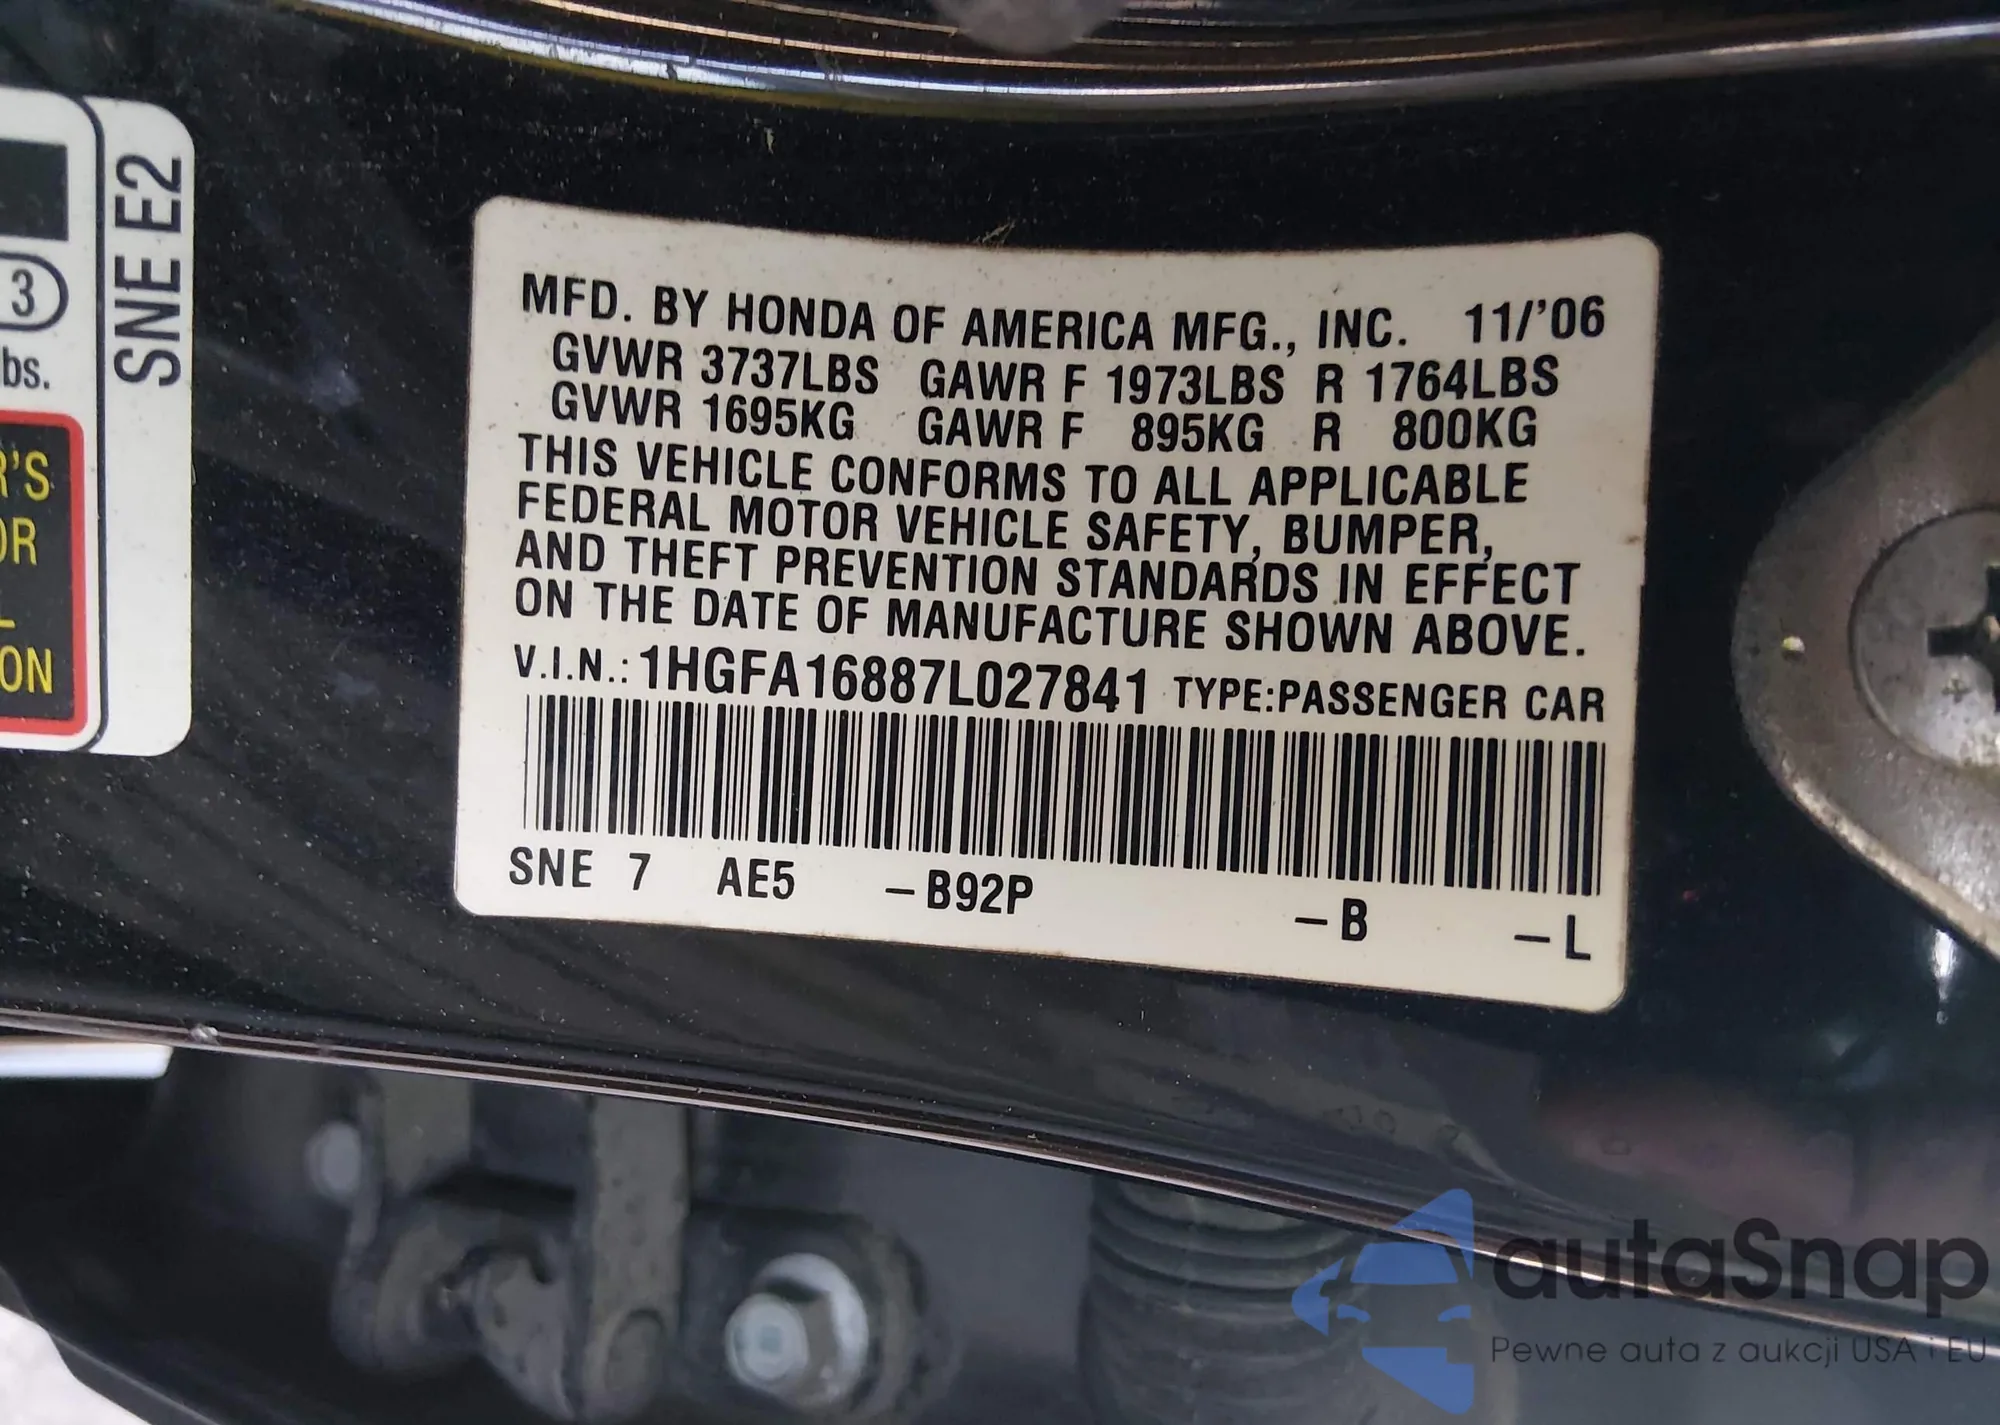 SNE E2
3
bs.
R'S
OR
L
ON
MFD. BY HONDA OF AMERICA MFG., INC. 11/'06
GVWR 3737LBS GAWR F 1973LBS R 1764LBS
GVWR 1695KG GAWR F 895KG R 800KG
THIS VEHICLE CONFORMS TO ALL APPLICABLE
FEDERAL MOTOR VEHICLE SAFETY, BUMPER,
AND THEFT PREVENTION STANDARDS IN EFFECT
ON THE DATE OF MANUFACTURE SHOWN ABOVE.
V.I.N.: 1HGFA16887L027841 TYPE:PASSENGER CAR
SNE 7 AE5 -B92P -B -L
autaSnap
Pewne auta z aukcji USA i EU